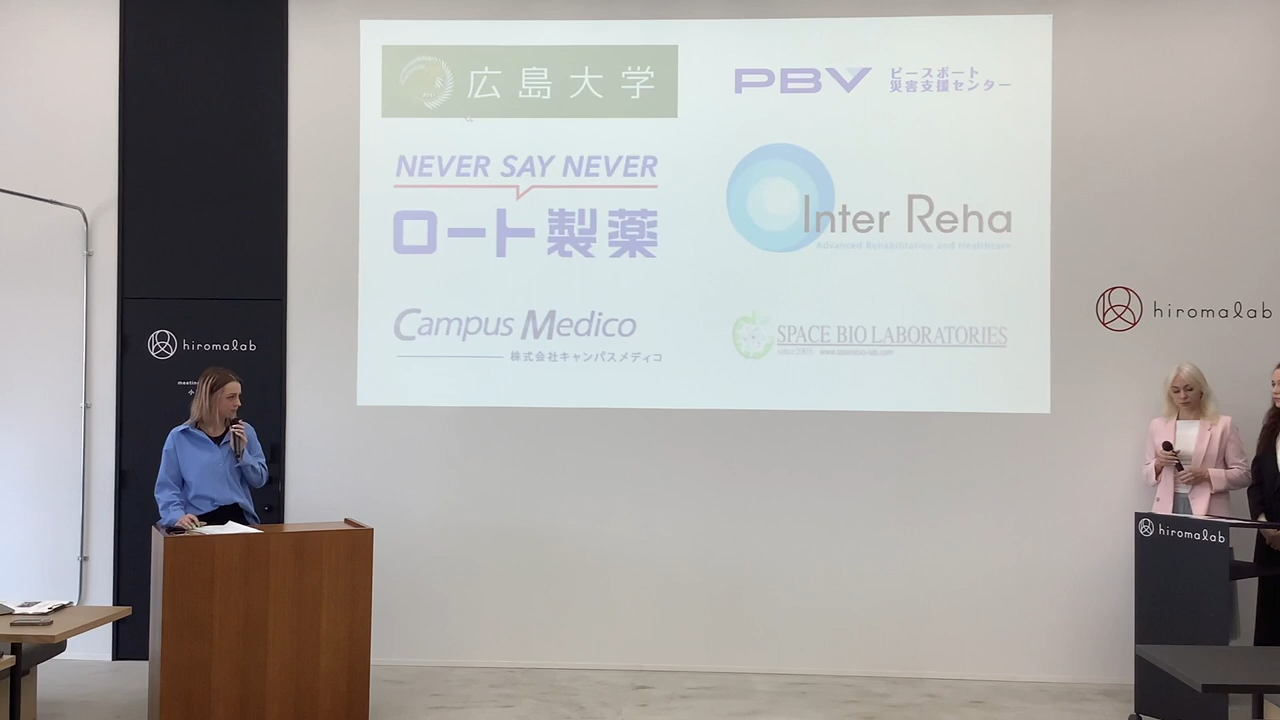 広島大学
PBV ピースボート
災害支援センター
NEVER SAY NEVER
ロート製薬
Inter Reha
Advanced Rehabilitation and Healthcare
Campus Medico
株式会社キャンパスメディコ
SPACE BIO LABORATORIES
hiromalab
hiromalab
meeting
hiromalab